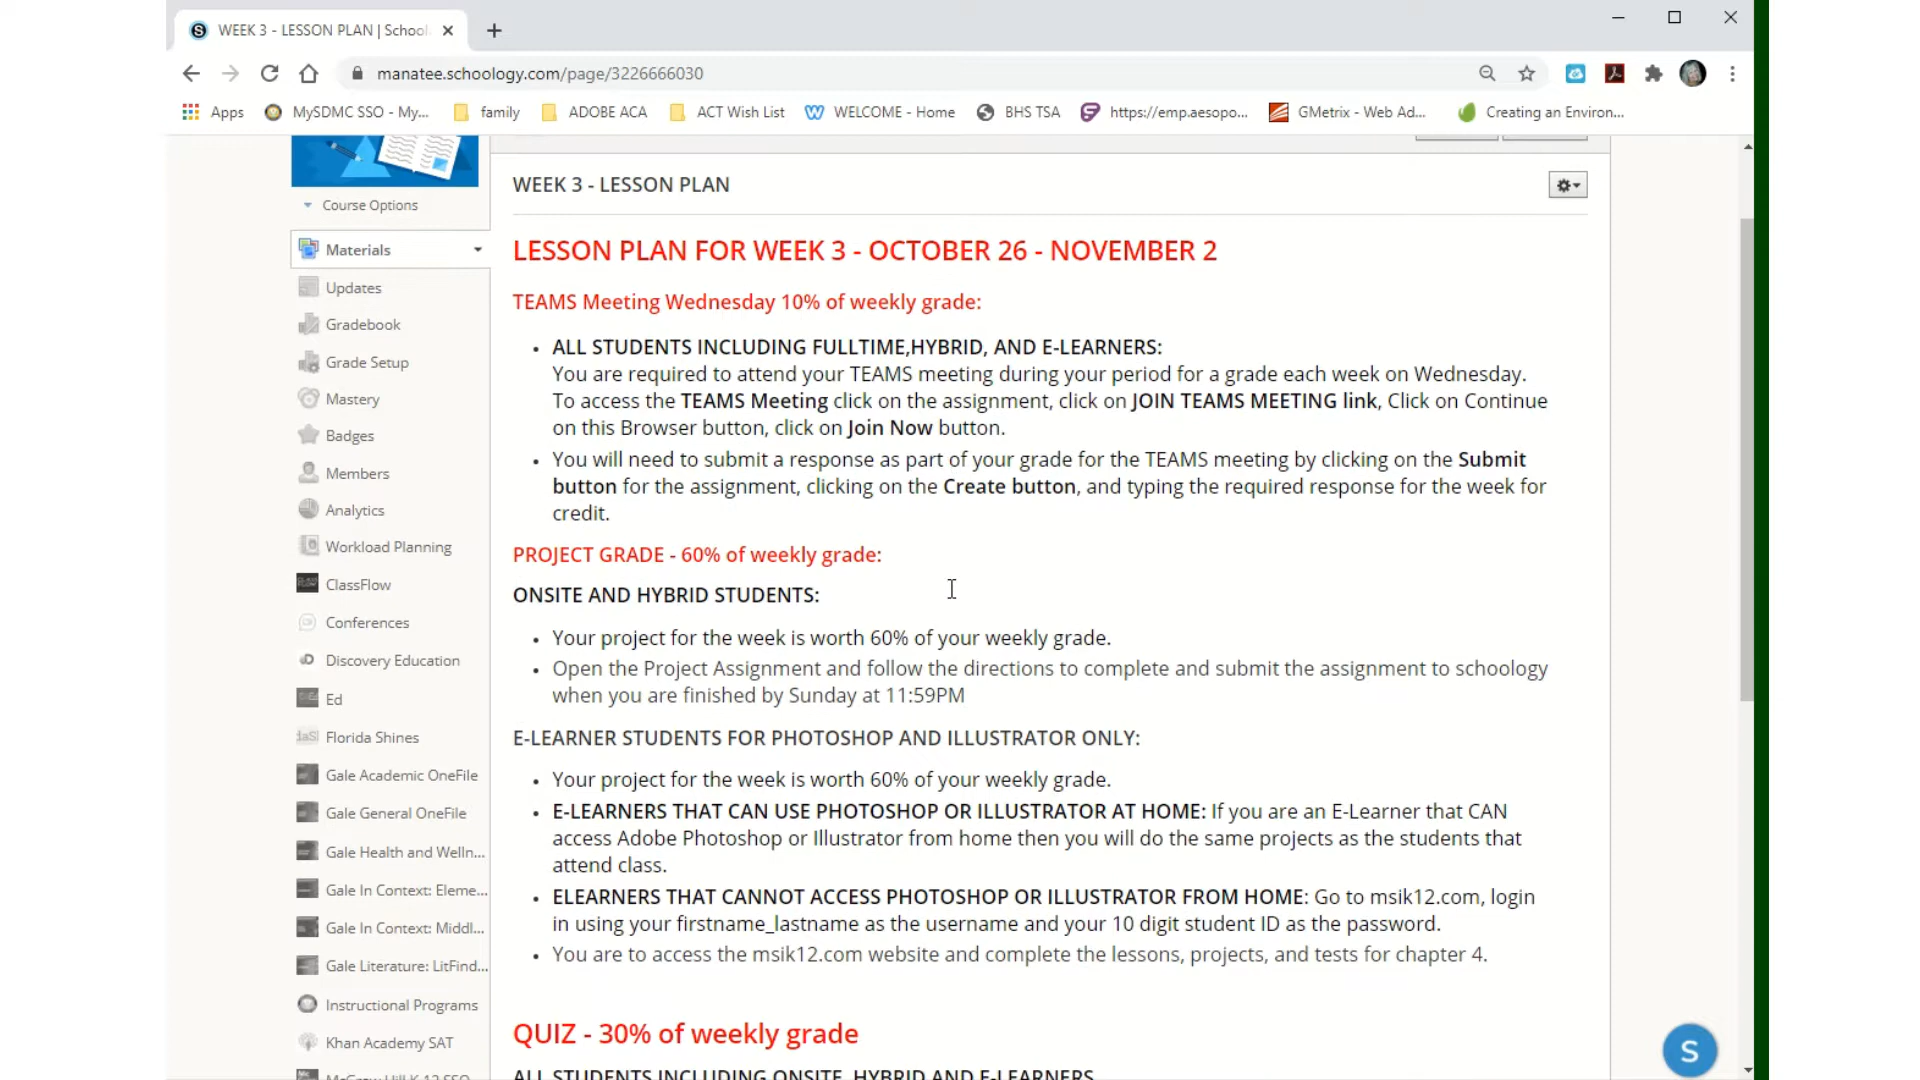 WEEK 3 - LESSON PLAN | School
manatee.schoology.com/page/3226666030
Apps MySDMC SSO - My... family ADOBE ACA ACT Wish List WELCOME - Home BHS TSA https://emp.aesopo... GMetrix - Web Ad... Creating an Environ...
Course Options
Materials
Updates
Gradebook
Grade Setup
Mastery
Badges
Members
Analytics
Workload Planning
ClassFlow
Conferences
Discovery Education
Ed
Florida Shines
Gale Academic OneFile
Gale General OneFile
Gale Health and Welln...
Gale In Context: Eleme...
Gale In Context: Middl...
Gale Literature: LitFind...
Instructional Programs
Khan Academy SAT
WEEK 3 - LESSON PLAN
LESSON PLAN FOR WEEK 3 - OCTOBER 26 - NOVEMBER 2
TEAMS Meeting Wednesday 10% of weekly grade:
• ALL STUDENTS INCLUDING FULLTIME,HYBRID, AND E-LEARNERS:
You are required to attend your TEAMS meeting during your period for a grade each week on Wednesday.
To access the TEAMS Meeting click on the assignment, click on JOIN TEAMS MEETING link, Click on Continue
on this Browser button, click on Join Now button.
• You will need to submit a response as part of your grade for the TEAMS meeting by clicking on the Submit
button for the assignment, clicking on the Create button, and typing the required response for the week for
credit.
PROJECT GRADE - 60% of weekly grade:
ONSITE AND HYBRID STUDENTS:
• Your project for the week is worth 60% of your weekly grade.
• Open the Project Assignment and follow the directions to complete and submit the assignment to schoology
when you are finished by Sunday at 11:59PM
E-LEARNER STUDENTS FOR PHOTOSHOP AND ILLUSTRATOR ONLY:
• Your project for the week is worth 60% of your weekly grade.
• E-LEARNERS THAT CAN USE PHOTOSHOP OR ILLUSTRATOR AT HOME: If you are an E-Learner that CAN
access Adobe Photoshop or Illustrator from home then you will do the same projects as the students that
attend class.
• ELEARNERS THAT CANNOT ACCESS PHOTOSHOP OR ILLUSTRATOR FROM HOME: Go to msik12.com, login
in using your firstname_lastname as the username and your 10 digit student ID as the password.
• You are to access the msik12.com website and complete the lessons, projects, and tests for chapter 4.
QUIZ - 30% of weekly grade
ALL STUDENTS INCLUDING ONSITE, HYBRID AND E-LEARNERS
S